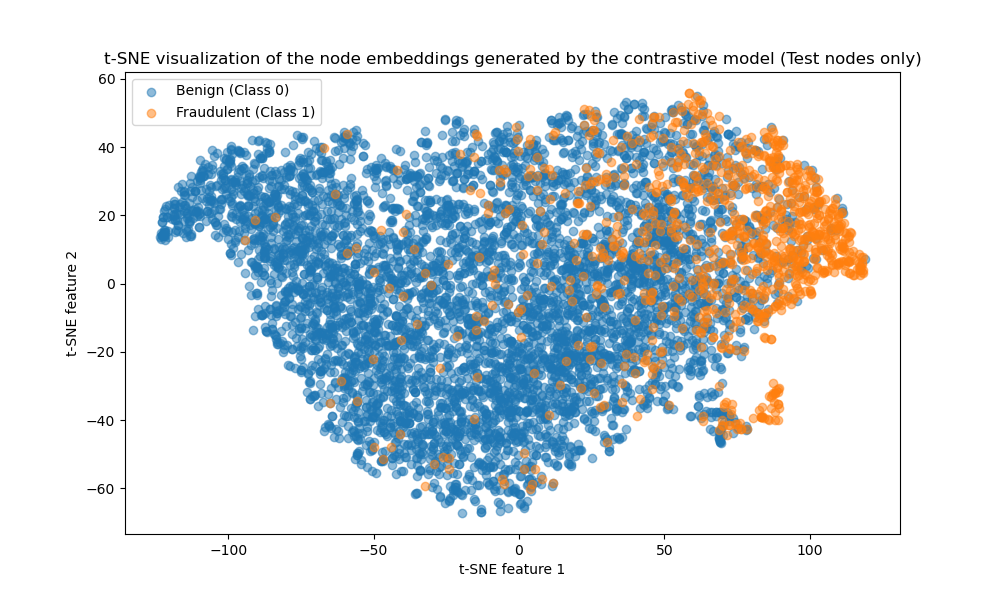 t-SNE visualization of the node embeddings generated by the contrastive model (Test nodes only)
Benign (Class 0)
Fraudulent (Class 1)
60
40
20
0
−20
−40
−60
t-SNE feature 2
−100
−50
0
50
100
t-SNE feature 1